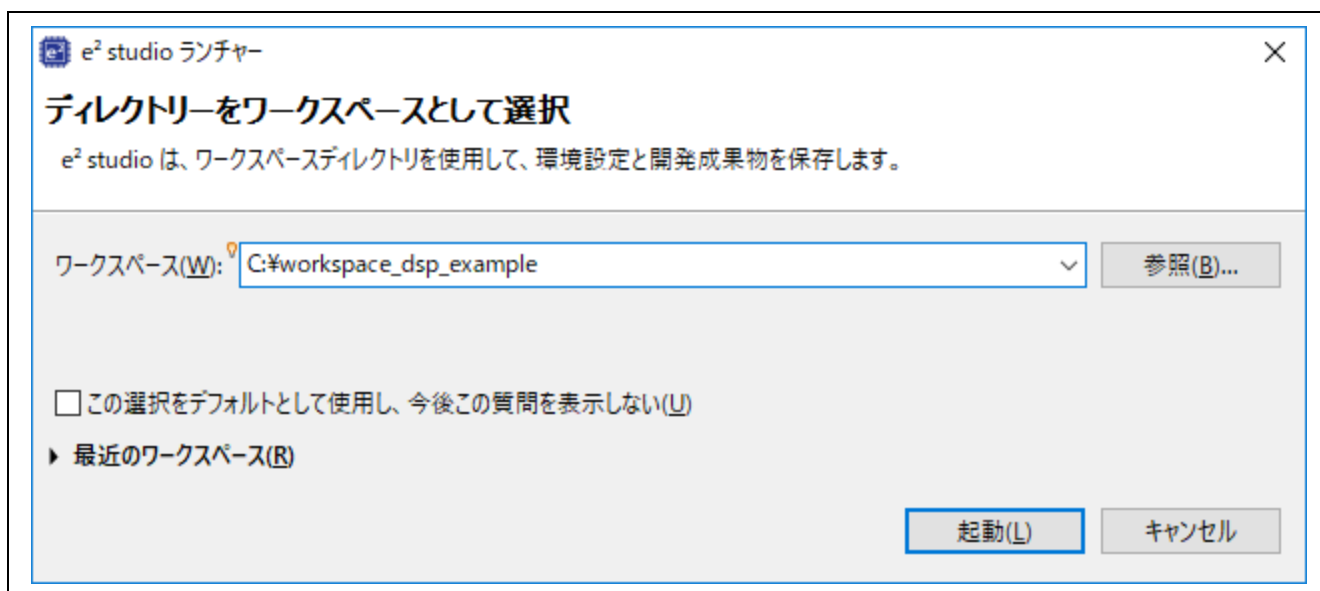 e² studio ランチャー
ディレクトリーをワークスペースとして選択
e² studio は、ワークスペースディレクトリを使用して、環境設定と開発成果物を保存します。
ワークスペース(W): C:¥workspace_dsp_example 参照(B)...
この選択をデフォルトとして使用し、今後この質問を表示しない(U)
最近のワークスペース(R)
起動(L) キャンセル